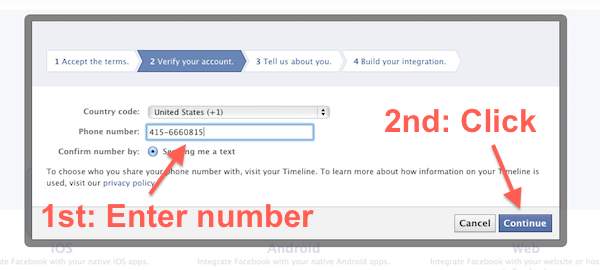 1 Accept the terms. 2 Verify your account. 3 Tell us about you. 4 Build your integration.
Country code: United States (+1)
2nd: Click
Phone number: 415-6660815
Confirm number by: Sending me a text
To choose who you share your phone number with, visit your Timeline. To learn more about how information on your Timeline is
used, visit our privacy policy
1st: Enter number
Cancel Continue
iOS Android Web
Integrate Facebook with your native iOS apps. Integrate Facebook with your native Android apps. Integrate Facebook with your website or